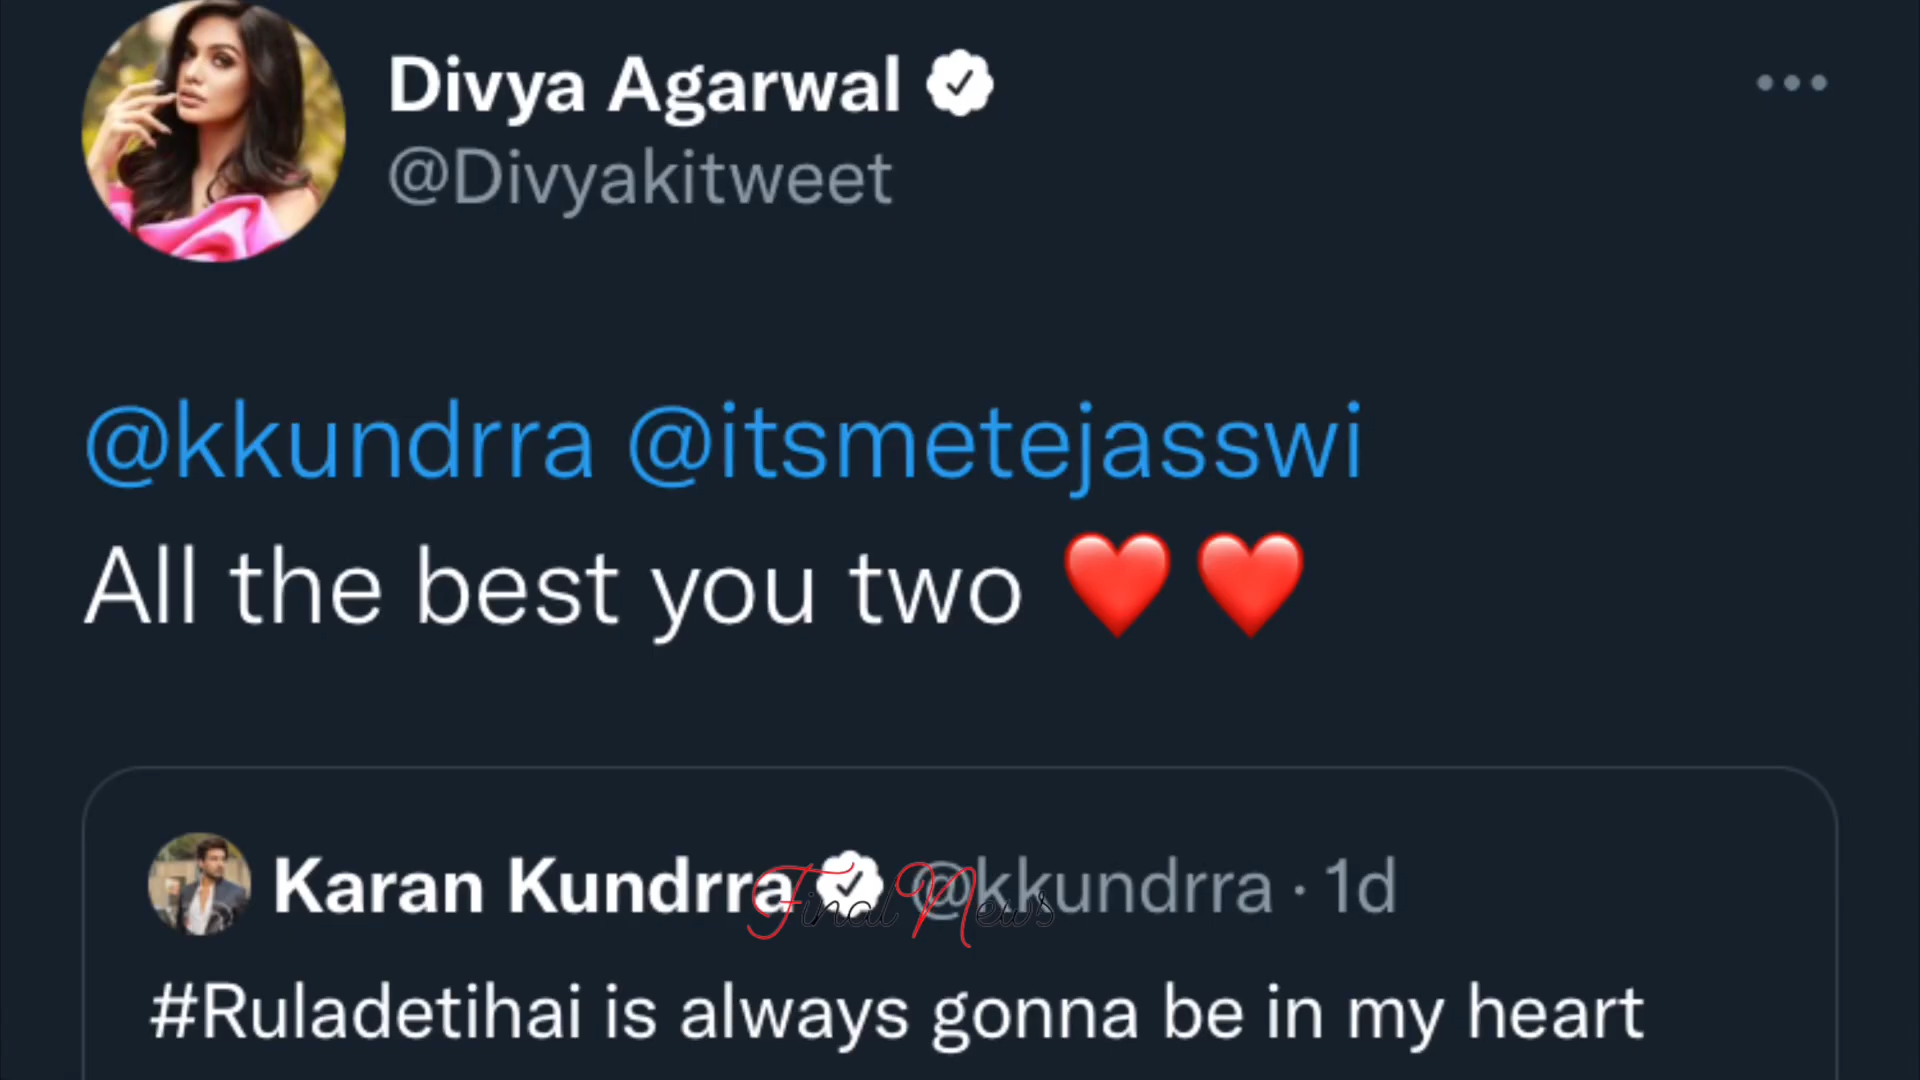 Divya Agarwal
@Divyakitweet
@kkundrra @itsmetejasswi
All the best you two ❤️ ❤️
Karan Kundrra @kkundrra · 1d
Final News
#Ruladetihai is always gonna be in my heart